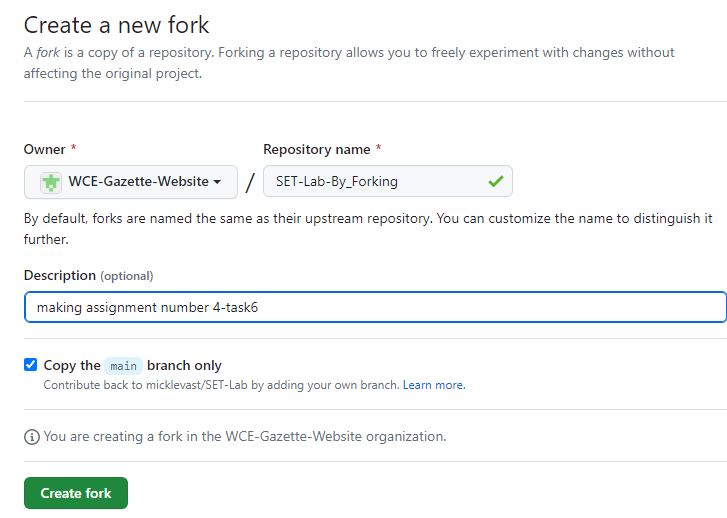 Create a new fork
A fork is a copy of a repository. Forking a repository allows you to freely experiment with changes without
affecting the original project.
Owner *
Repository name *
WCE-Gazette-Website
/
SET-Lab-By_Forking
By default, forks are named the same as their upstream repository. You can customize the name to distinguish it
further.
Description (optional)
making assignment number 4-task6
Copy the main branch only
Contribute back to micklevast/SET-Lab by adding your own branch. Learn more.
You are creating a fork in the WCE-Gazette-Website organization.
Create fork